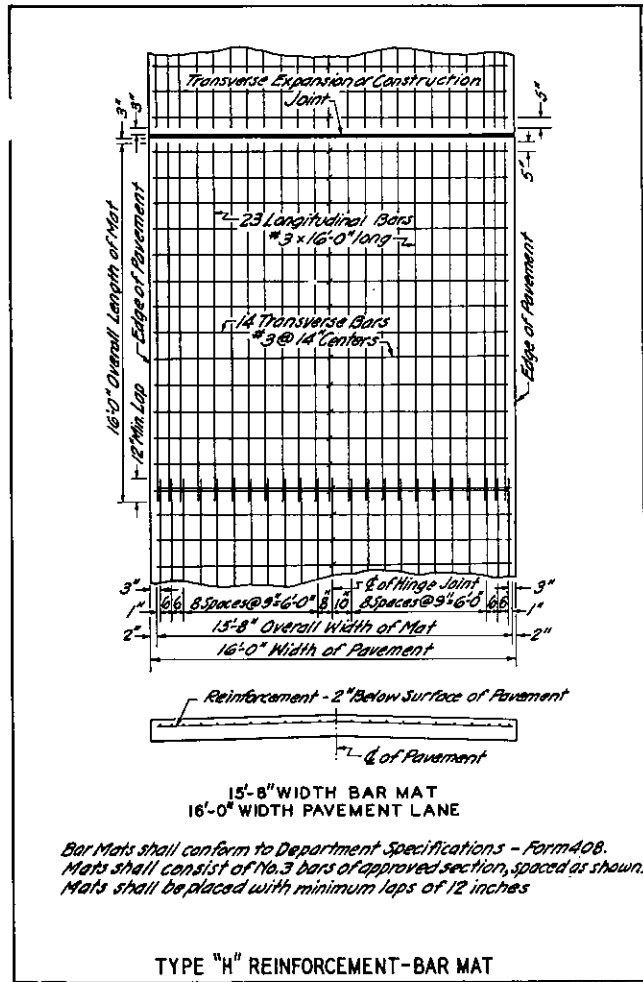 Transverse Expansion or Construction
Joint
3"
3"
5"
5"
23 Longitudinal Bars
#3 x 16'-0" long
14 Transverse Bars
#3 @ 14" Centers
16'-0" Overall Length of Mat
Edge of Pavement
12" Min. Lap
Edge of Pavement
℄ of Hinge Joint
3" 6 6 8 Spaces @ 9"=6'-0" 8" 10" 8 Spaces @ 9"=6'-0" 6 6 3"
1" 1"
15'-8" Overall Width of Mat
2" 2"
16'-0" Width of Pavement
Reinforcement - 2" Below Surface of Pavement
℄ of Pavement
15'-8" WIDTH BAR MAT
16'-0" WIDTH PAVEMENT LANE
Bar Mats shall conform to Department Specifications - Form 408.
Mats shall consist of No. 3 bars of approved section, spaced as shown.
Mats shall be placed with minimum laps of 12 inches
TYPE "H" REINFORCEMENT-BAR MAT